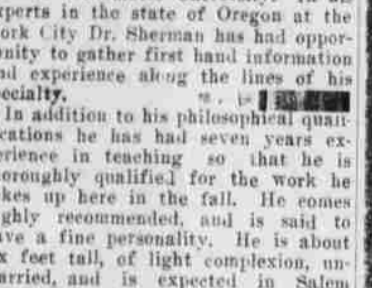 xperts in the state of Oregon at the
ork City Dr. Sherman has had oppor-
unity to gather first hand information
nd experience along the lines of his
pecialty.
In addition to his philosophical quali-
cations he has had seven years ex-
erience in teaching so that he is
oroughly qualified for the work he
kes up here in the fall. He comes
ghly recommended, and is said to
ave a fine personality. He is about
x feet tall, of light complexion, un-
arried, and is expected in Salem